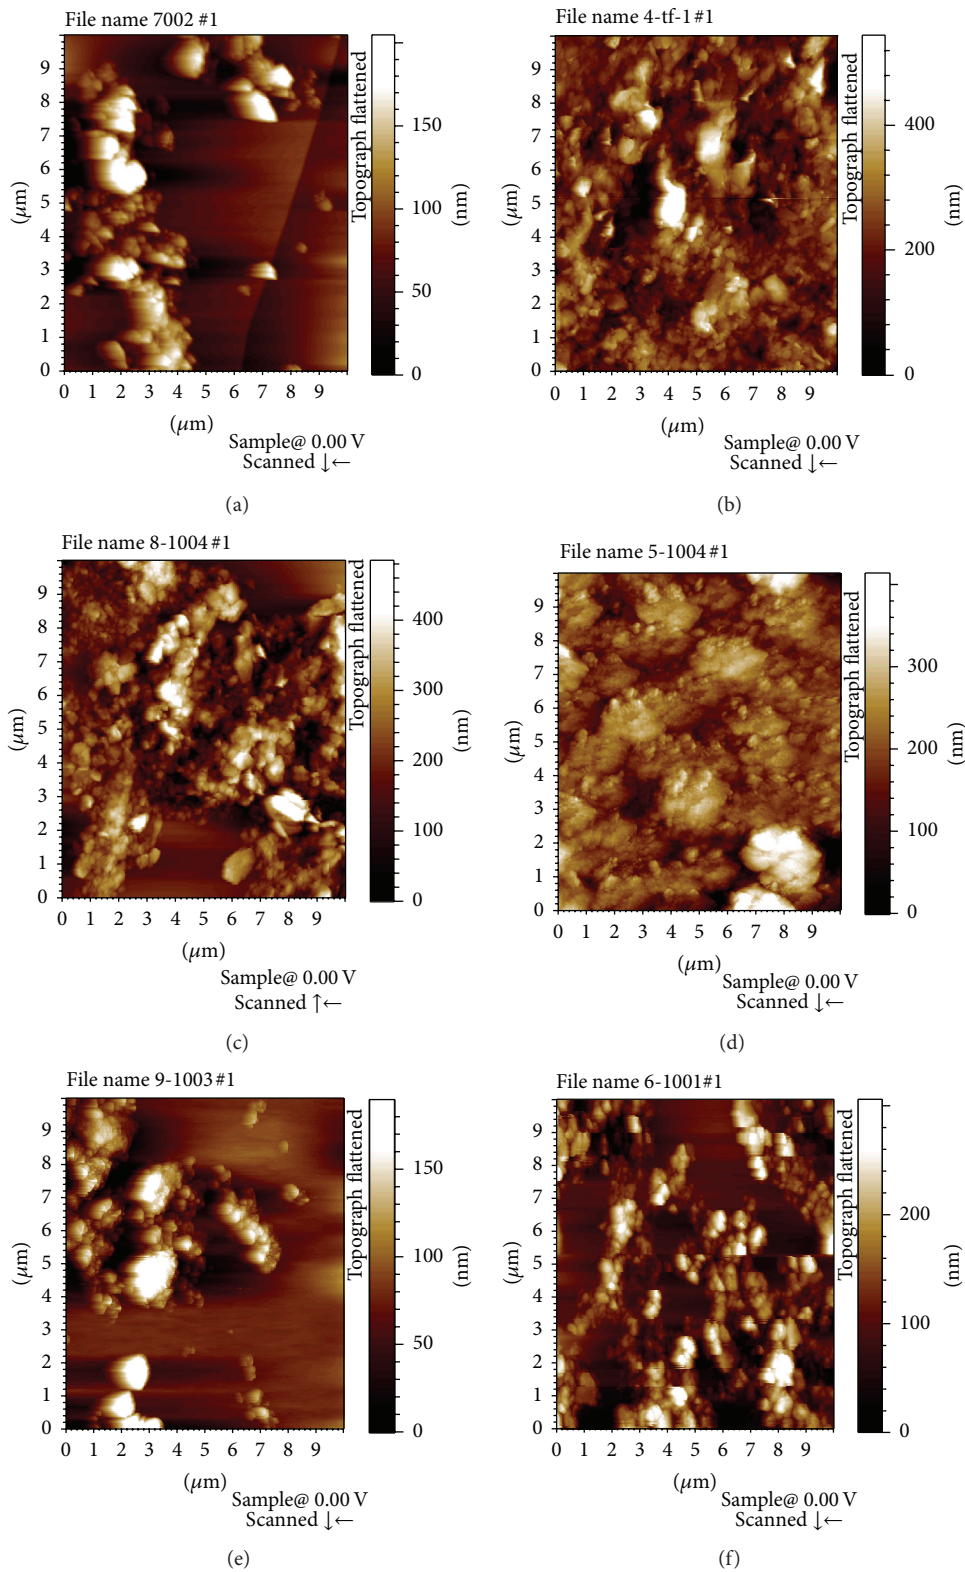 File name 7002 #1
9
8
7
6
5
4
3
2
1
0
(μm)
0 1 2 3 4 5 6 7 8 9
(μm)
Topograph flattened
150
100
50
0
(nm)
Sample@ 0.00 V
Scanned ↓←
(a)
File name 4-tf-1 #1
9
8
7
6
5
4
3
2
1
0
(μm)
0 1 2 3 4 5 6 7 8 9
(μm)
Topograph flattened
400
200
0
(nm)
Sample@ 0.00 V
Scanned ↓←
(b)
File name 8-1004 #1
9
8
7
6
5
4
3
2
1
0
(μm)
0 1 2 3 4 5 6 7 8 9
(μm)
Topograph flattened
400
300
200
100
0
(nm)
Sample@ 0.00 V
Scanned ↑←
(c)
File name 5-1004 #1
9
8
7
6
5
4
3
2
1
0
(μm)
0 1 2 3 4 5 6 7 8 9
(μm)
Topograph flattened
300
200
100
0
(nm)
Sample@ 0.00 V
Scanned ↓←
(d)
File name 9-1003 #1
9
8
7
6
5
4
3
2
1
0
(μm)
0 1 2 3 4 5 6 7 8 9
(μm)
Topograph flattened
150
100
50
0
(nm)
Sample@ 0.00 V
Scanned ↓←
(e)
File name 6-1001 #1
9
8
7
6
5
4
3
2
1
0
(μm)
0 1 2 3 4 5 6 7 8 9
(μm)
Topograph flattened
200
100
0
(nm)
Sample@ 0.00 V
Scanned ↓←
(f)